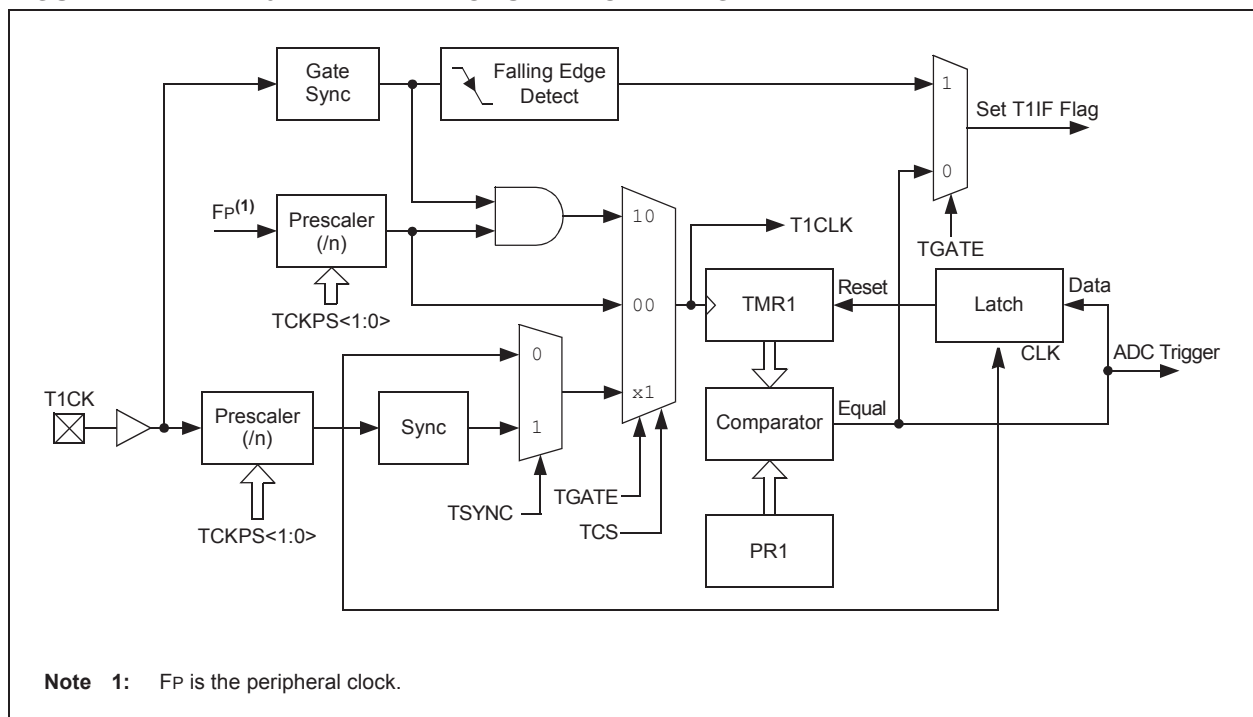 Gate
Sync
Falling Edge
Detect
1
Set T1IF Flag
0
FP(1)
Prescaler
(/n)
10
T1CLK
TGATE
TCKPS<1:0>
00
TMR1
Reset
Latch
Data
CLK
ADC Trigger
0
T1CK
Prescaler
(/n)
Sync
1
x1
Comparator
Equal
TGATE
TSYNC
TCS
TCKPS<1:0>
PR1
Note 1: FP is the peripheral clock.